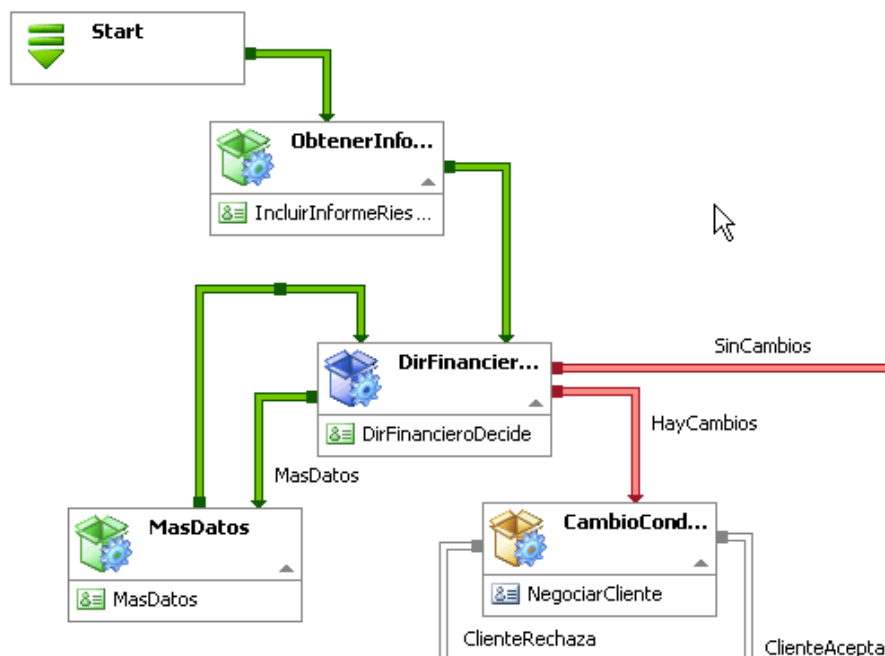 Start
ObtenerInfo...
IncluirInformeRies...
DirFinancier...
DirFinancieroDecide
SinCambios
HayCambios
MasDatos
MasDatos
MasDatos
CambioCond...
NegociarCliente
ClienteRechaza
ClienteAcepta